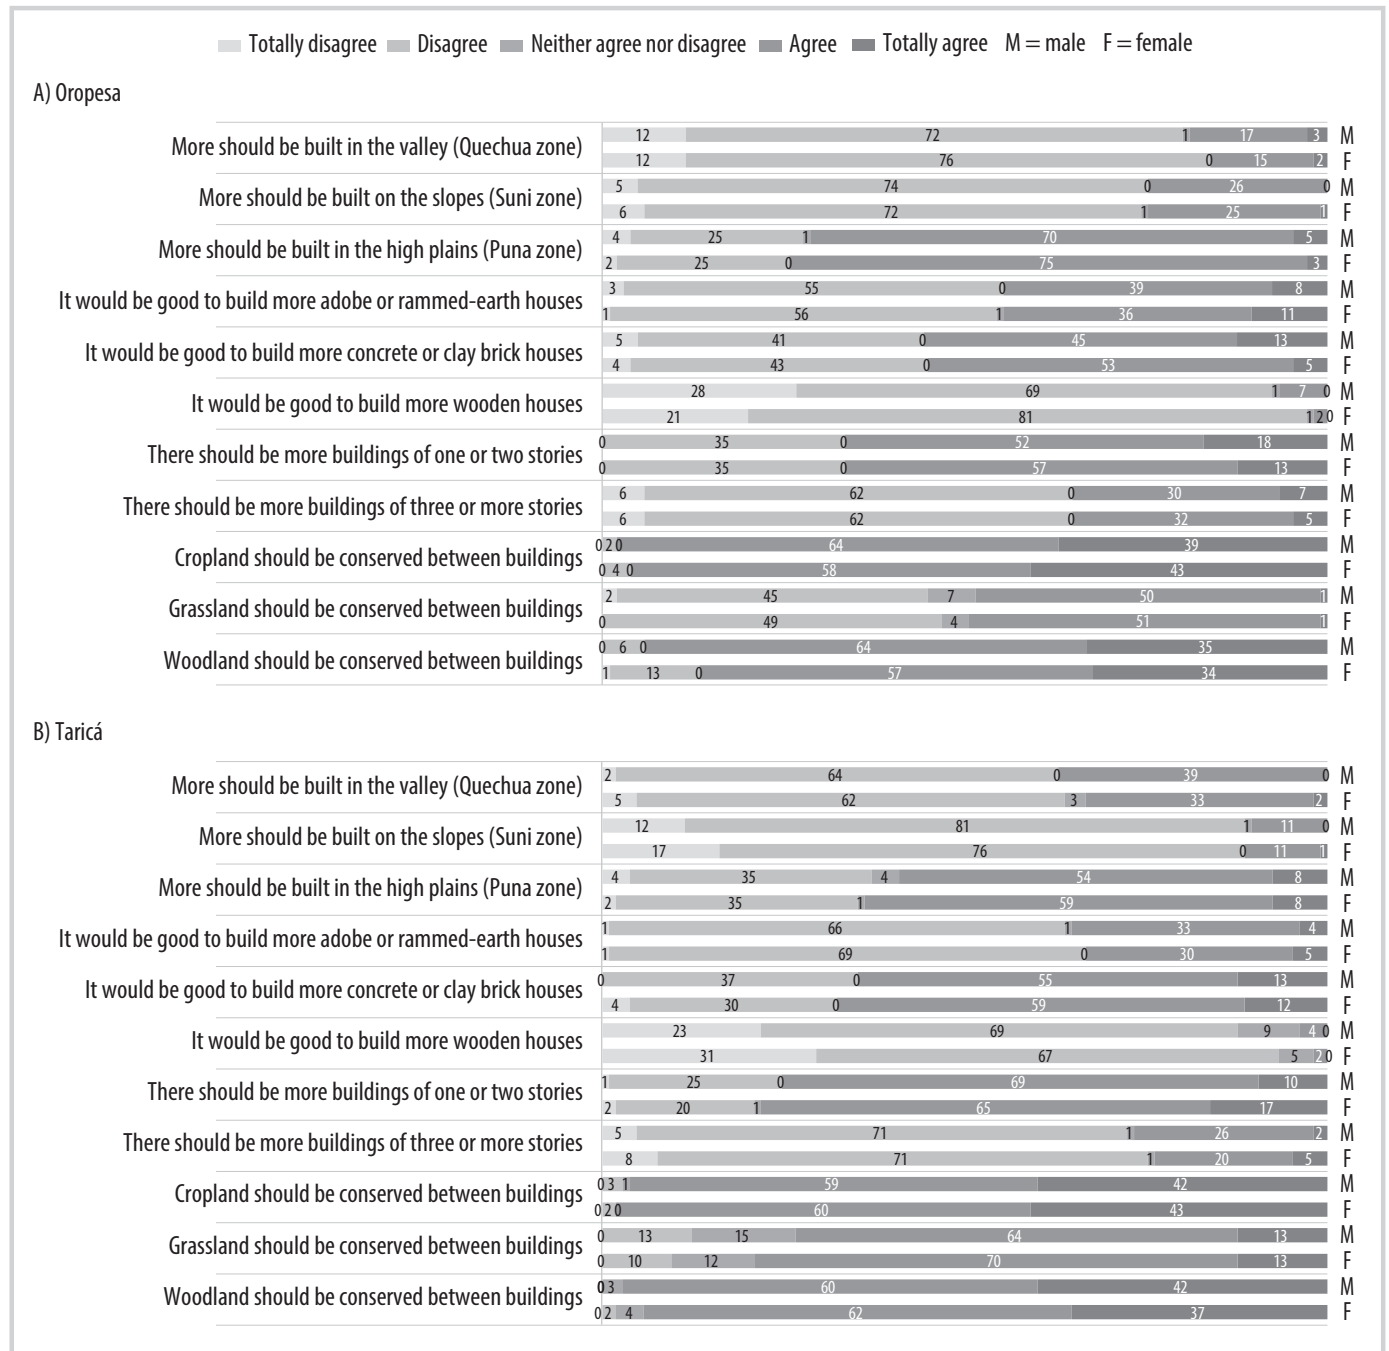 Totally disagree Disagree Neither agree nor disagree Agree Totally agree M = male F = female
A) Oropesa
More should be built in the valley (Quechua zone)
12 72 1 17 3 M
12 76 0 15 2 F
More should be built on the slopes (Suni zone)
5 74 0 26 0 M
6 72 1 25 1 F
More should be built in the high plains (Puna zone)
4 25 1 70 5 M
2 25 0 75 3 F
It would be good to build more adobe or rammed-earth houses
3 55 0 39 8 M
1 56 1 36 11 F
It would be good to build more concrete or clay brick houses
5 41 0 45 13 M
4 43 0 53 5 F
It would be good to build more wooden houses
28 69 1 7 0 M
21 81 1 2 0 F
There should be more buildings of one or two stories
0 35 0 52 18 M
0 35 0 57 13 F
There should be more buildings of three or more stories
6 62 0 30 7 M
6 62 0 32 5 F
Cropland should be conserved between buildings
0 2 0 64 39 M
0 4 0 58 43 F
Grassland should be conserved between buildings
2 45 7 50 1 M
0 49 4 51 1 F
Woodland should be conserved between buildings
0 6 0 64 35 M
1 13 0 57 34 F
B) Taricá
More should be built in the valley (Quechua zone)
2 64 0 39 0 M
5 62 3 33 2 F
More should be built on the slopes (Suni zone)
12 81 1 11 0 M
17 76 0 11 1 F
More should be built in the high plains (Puna zone)
4 35 4 54 8 M
2 35 1 59 8 F
It would be good to build more adobe or rammed-earth houses
1 66 1 33 4 M
1 69 0 30 5 F
It would be good to build more concrete or clay brick houses
0 37 0 55 13 M
4 30 0 59 12 F
It would be good to build more wooden houses
23 69 9 4 0 M
31 67 5 2 0 F
There should be more buildings of one or two stories
1 25 0 69 10 M
2 20 1 65 17 F
There should be more buildings of three or more stories
5 71 1 26 2 M
8 71 1 20 5 F
Cropland should be conserved between buildings
0 3 1 59 42 M
0 2 0 60 43 F
Grassland should be conserved between buildings
0 13 15 64 13 M
0 10 12 70 13 F
Woodland should be conserved between buildings
0 3 60 42 M
0 2 4 62 37 F